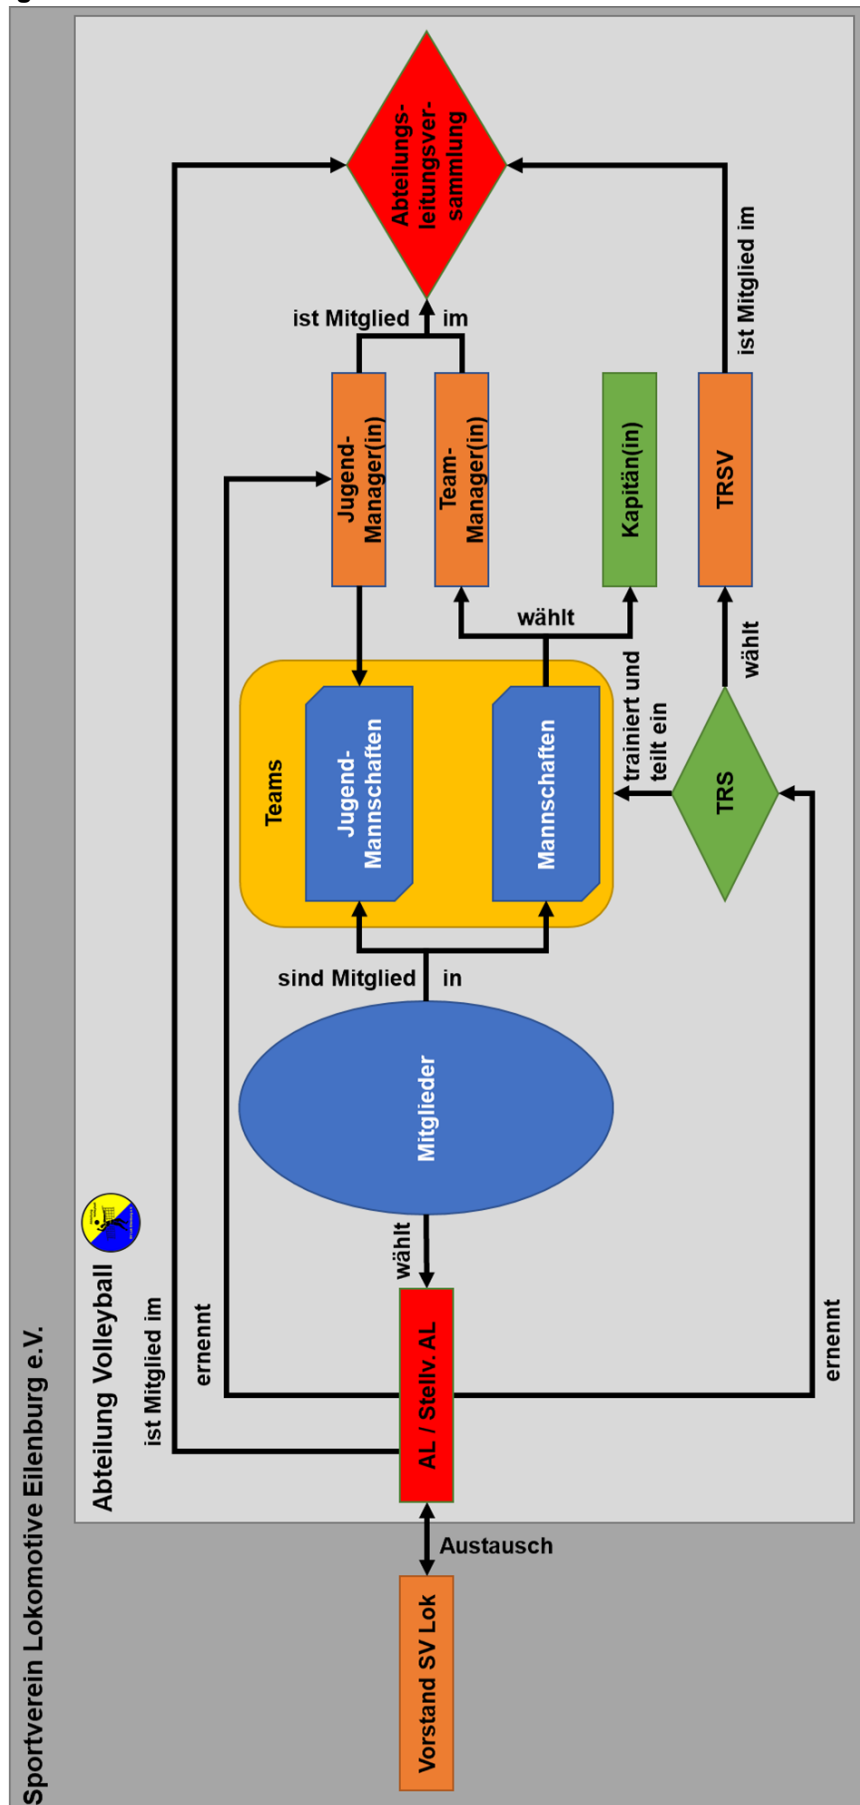 Sportverein Lokomotive Eilenburg e.V.
Abteilung Volleyball
ist Mitglied im
ernennt
Vorstand SV Lok
Austausch
AL / Stellv. AL
wählt
Mitglieder
sind Mitglied in
Teams
Jugend-
Mannschaften
Mannschaften
Jugend-
Manager(in)
Team-
Manager(in)
ist Mitglied im
Abteilungs-
leitungsver-
sammlung
wählt
Kapitän(in)
trainiert und
teilt ein
TRS
wählt
TRSV
ist Mitglied im
ernennt